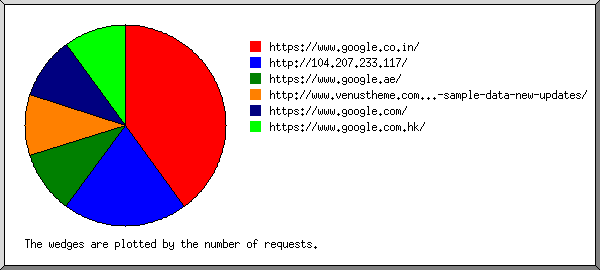 https://www.google.co.in/
http://104.207.233.117/
https://www.google.ae/
http://www.venustheme.com...-sample-data-new-updates/
https://www.google.com/
https://www.google.com.hk/
The wedges are plotted by the number of requests.